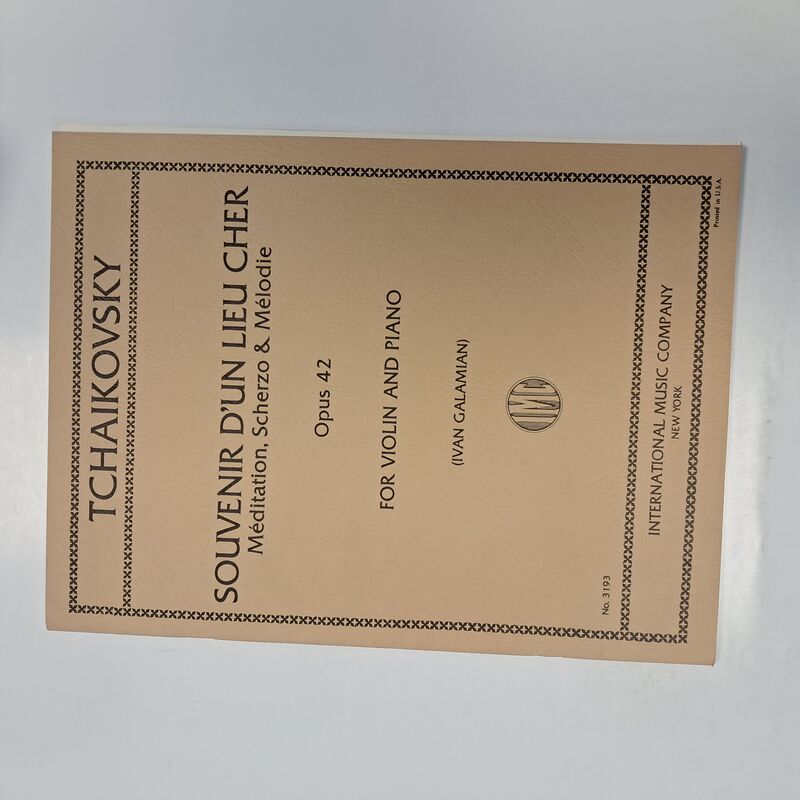 TCHAIKOVSKY
SOUVENIR D'UN LIEU CHER
Méditation, Scherzo & Mélodie
Opus 42
FOR VIOLIN AND PIANO
(IVAN GALAMIAN)
IMC
No. 3193
INTERNATIONAL MUSIC COMPANY
NEW YORK
Printed in U.S.A.